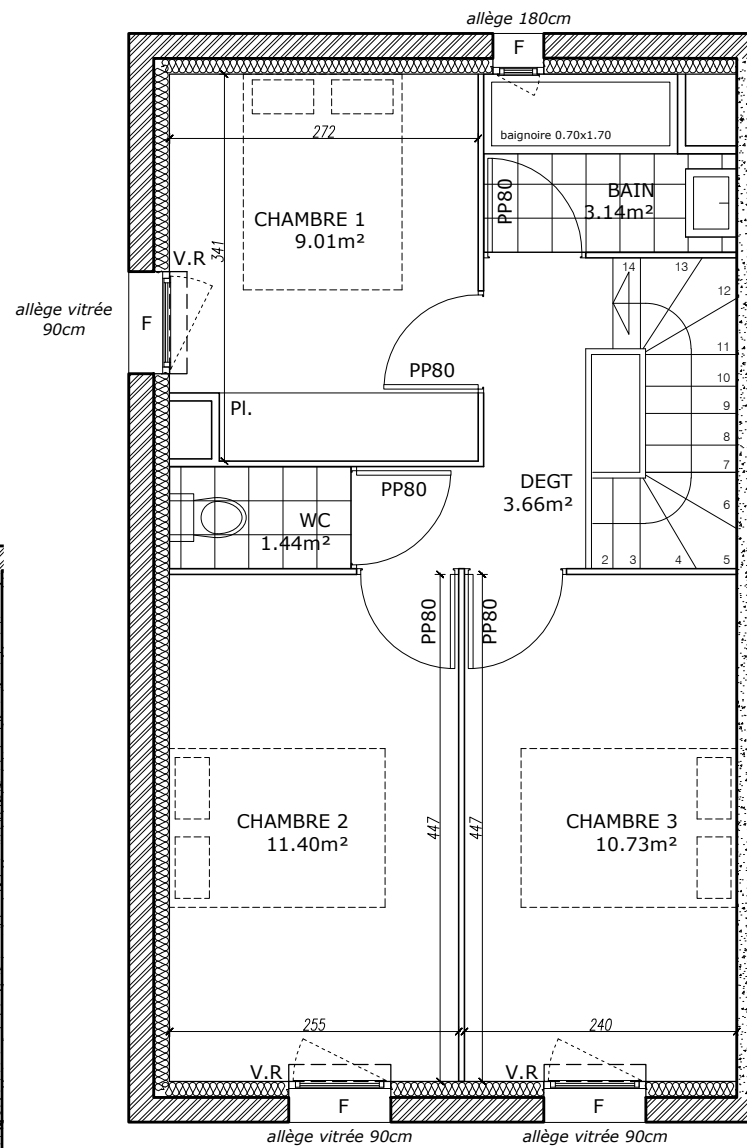 allège 180cm
F
baignoire 0.70x1.70
272
PP80
BAIN
3.14m²
CHAMBRE 1
9.01m²
341
V.R
14
13
12
allège vitrée
90cm
F
11
PP80
10
9
Pl.
8
7
DEGT
3.66m²
PP80
6
WC
1.44m²
2
3
4
5
PP80
PP80
CHAMBRE 2
11.40m²
447
447
CHAMBRE 3
10.73m²
255
240
V.R
V.R
F
F
allège vitrée 90cm
allège vitrée 90cm